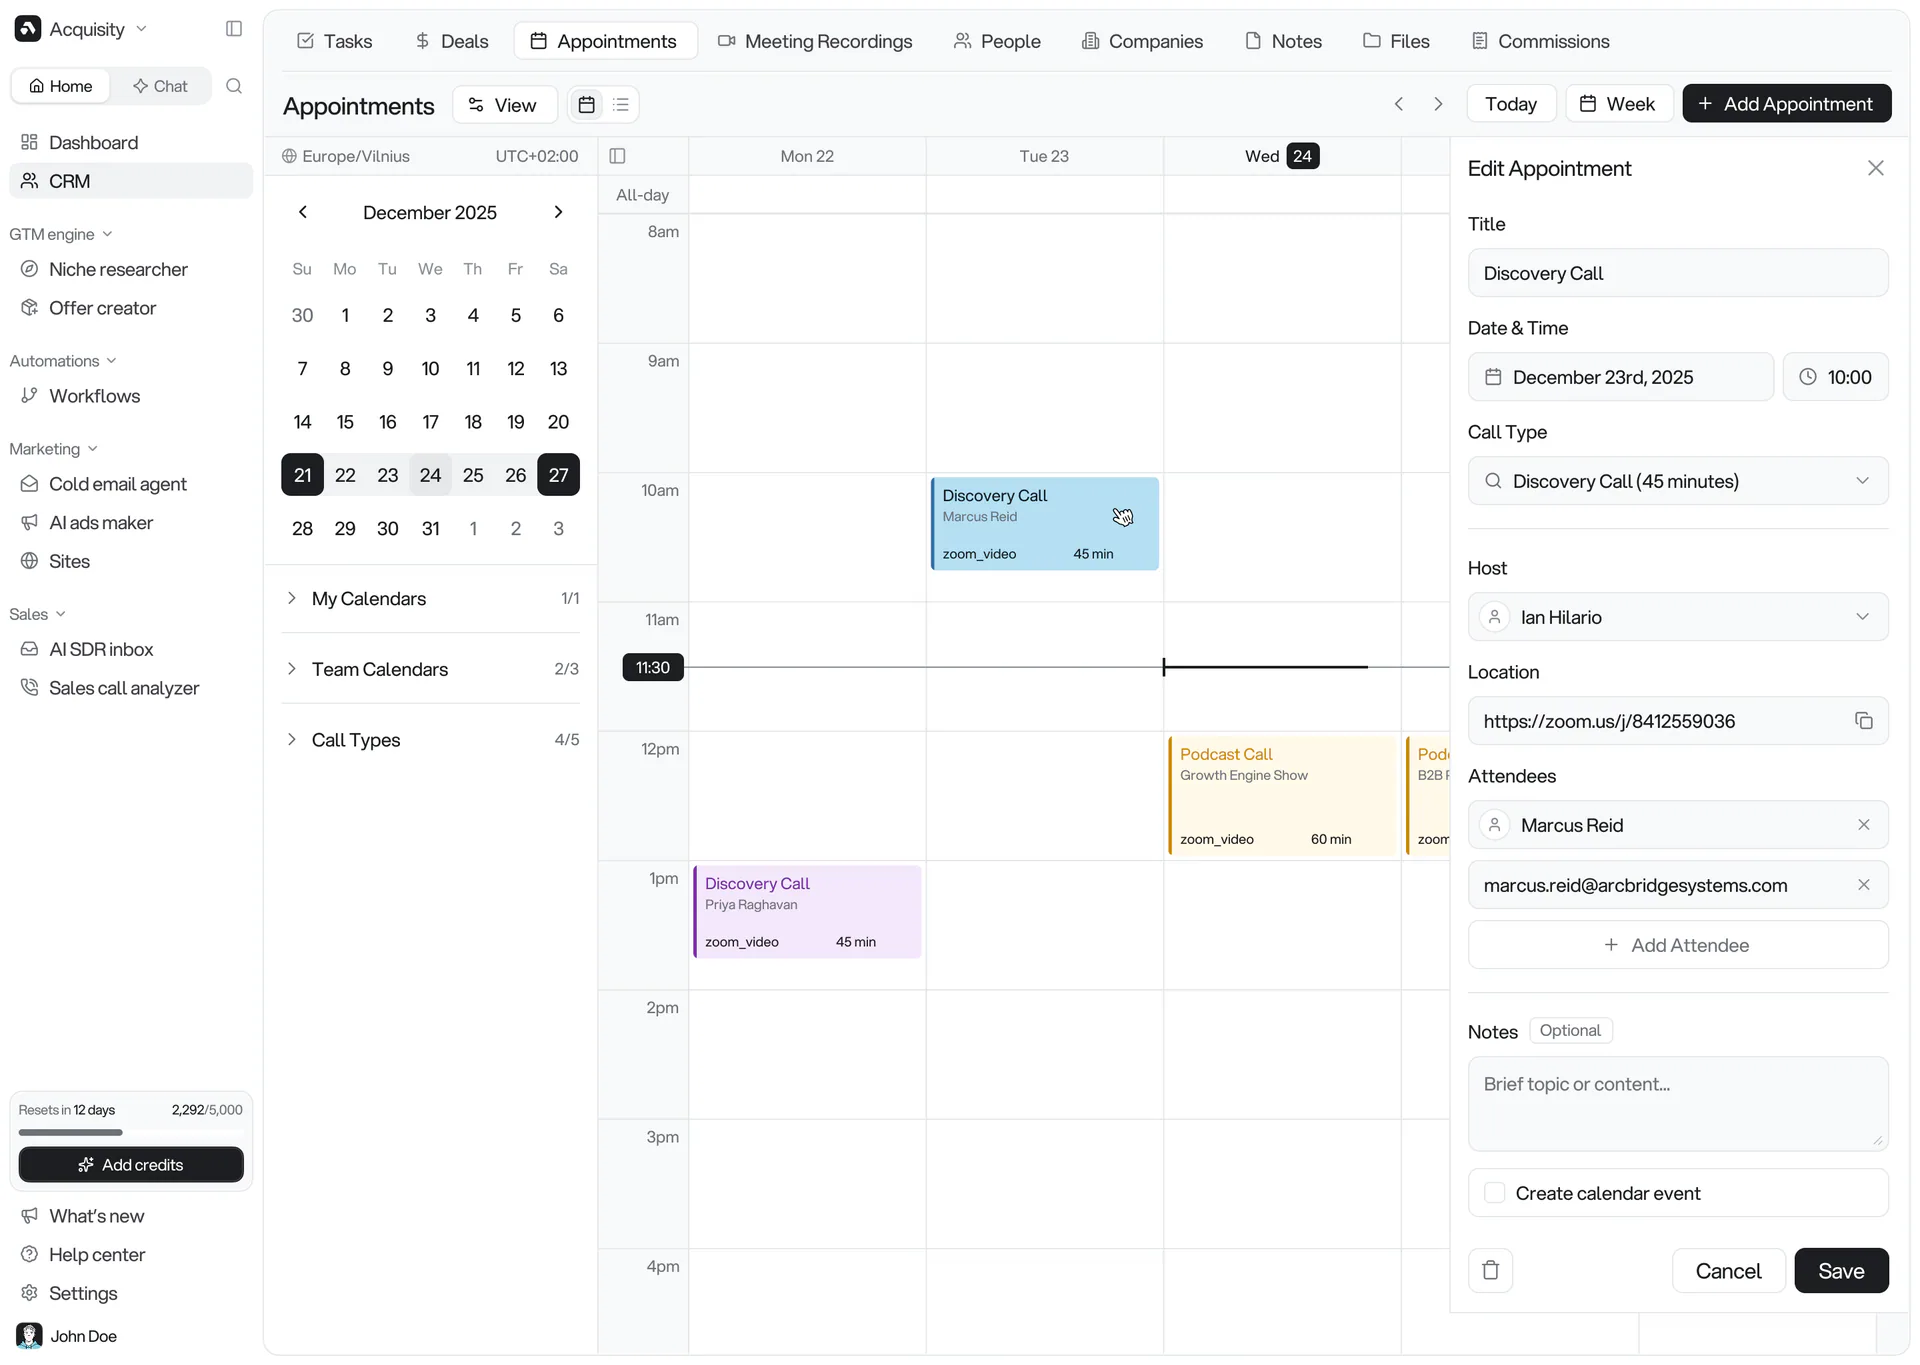 Acquisity
Home
Chat
Dashboard
CRM
GTM engine
Niche researcher
Offer creator
Automations
Workflows
Marketing
Cold email agent
AI ads maker
Sites
Sales
AI SDR inbox
Sales call analyzer
Resets in 12 days 2,292/5,000
Add credits
What's new
Help center
Settings
John Doe
Tasks
Deals
Appointments
Meeting Recordings
People
Companies
Notes
Files
Commissions
Appointments
View
Today
Week
+ Add Appointment
Europe/Vilnius UTC+02:00
December 2025
Su Mo Tu We Th Fr Sa
30 1 2 3 4 5 6
7 8 9 10 11 12 13
14 15 16 17 18 19 20
21 22 23 24 25 26 27
28 29 30 31 1 2 3
My Calendars 1/1
Team Calendars 2/3
Call Types 4/5
Mon 22
Tue 23
Wed 24
All-day
8am
9am
10am
11am
11:30
12pm
1pm
2pm
3pm
4pm
Discovery Call
Marcus Reid
zoom_video 45 min
Podcast Call
Growth Engine Show
zoom_video 60 min
Discovery Call
Priya Raghavan
zoom_video 45 min
Edit Appointment
Title
Discovery Call
Date & Time
December 23rd, 2025
10:00
Call Type
Discovery Call (45 minutes)
Host
Ian Hilario
Location
https://zoom.us/j/8412559036
Attendees
Marcus Reid
marcus.reid@arcbridgesystems.com
+ Add Attendee
Notes Optional
Brief topic or content...
Create calendar event
Cancel
Save